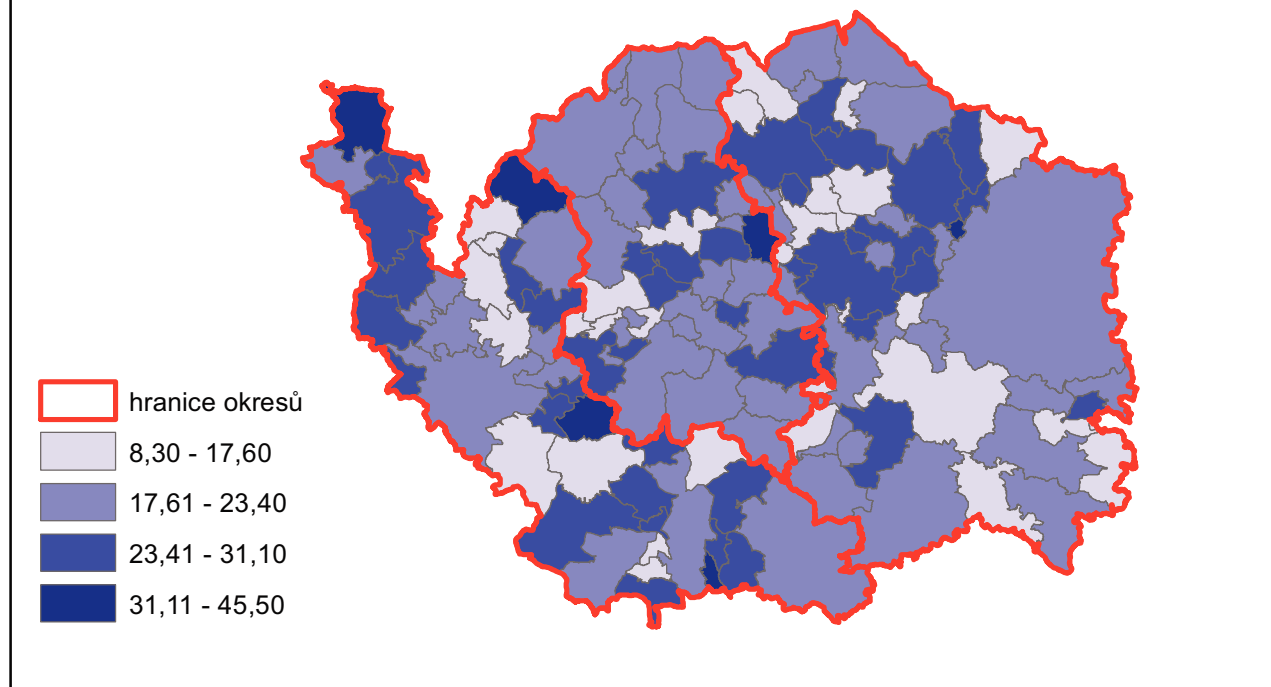 hranice okresů
8,30 - 17,60
17,61 - 23,40
23,41 - 31,10
31,11 - 45,50